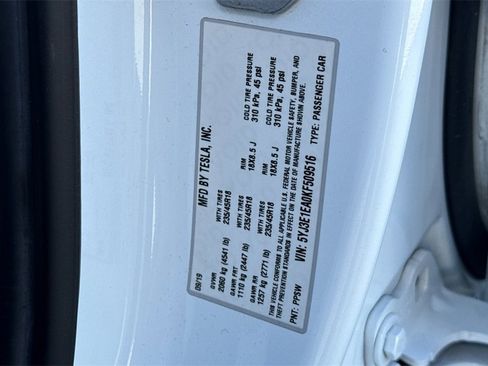 MFD BY TESLA, INC.
09/19
GVWR 2060 kg (4541 lb)
GAWR FRT 1110 kg (2447 lb) WITH TIRES 235/45R18 RIM 18X8.5 J COLD TIRE PRESSURE 310 kPa, 45 psi
GAWR RR 1257 kg (2771 lb) WITH TIRES 235/45R18 RIM 18X8.5 J COLD TIRE PRESSURE 310 kPa, 45 psi
THIS VEHICLE CONFORMS TO ALL APPLICABLE U.S. FEDERAL MOTOR VEHICLE SAFETY, BUMPER, AND
THEFT PREVENTION STANDARDS IN EFFECT ON THE DATE OF MANUFACTURE SHOWN ABOVE.
VIN: 5YJ3E1EA0KF509516 TYPE: PASSENGER CAR
PNT: PPSW